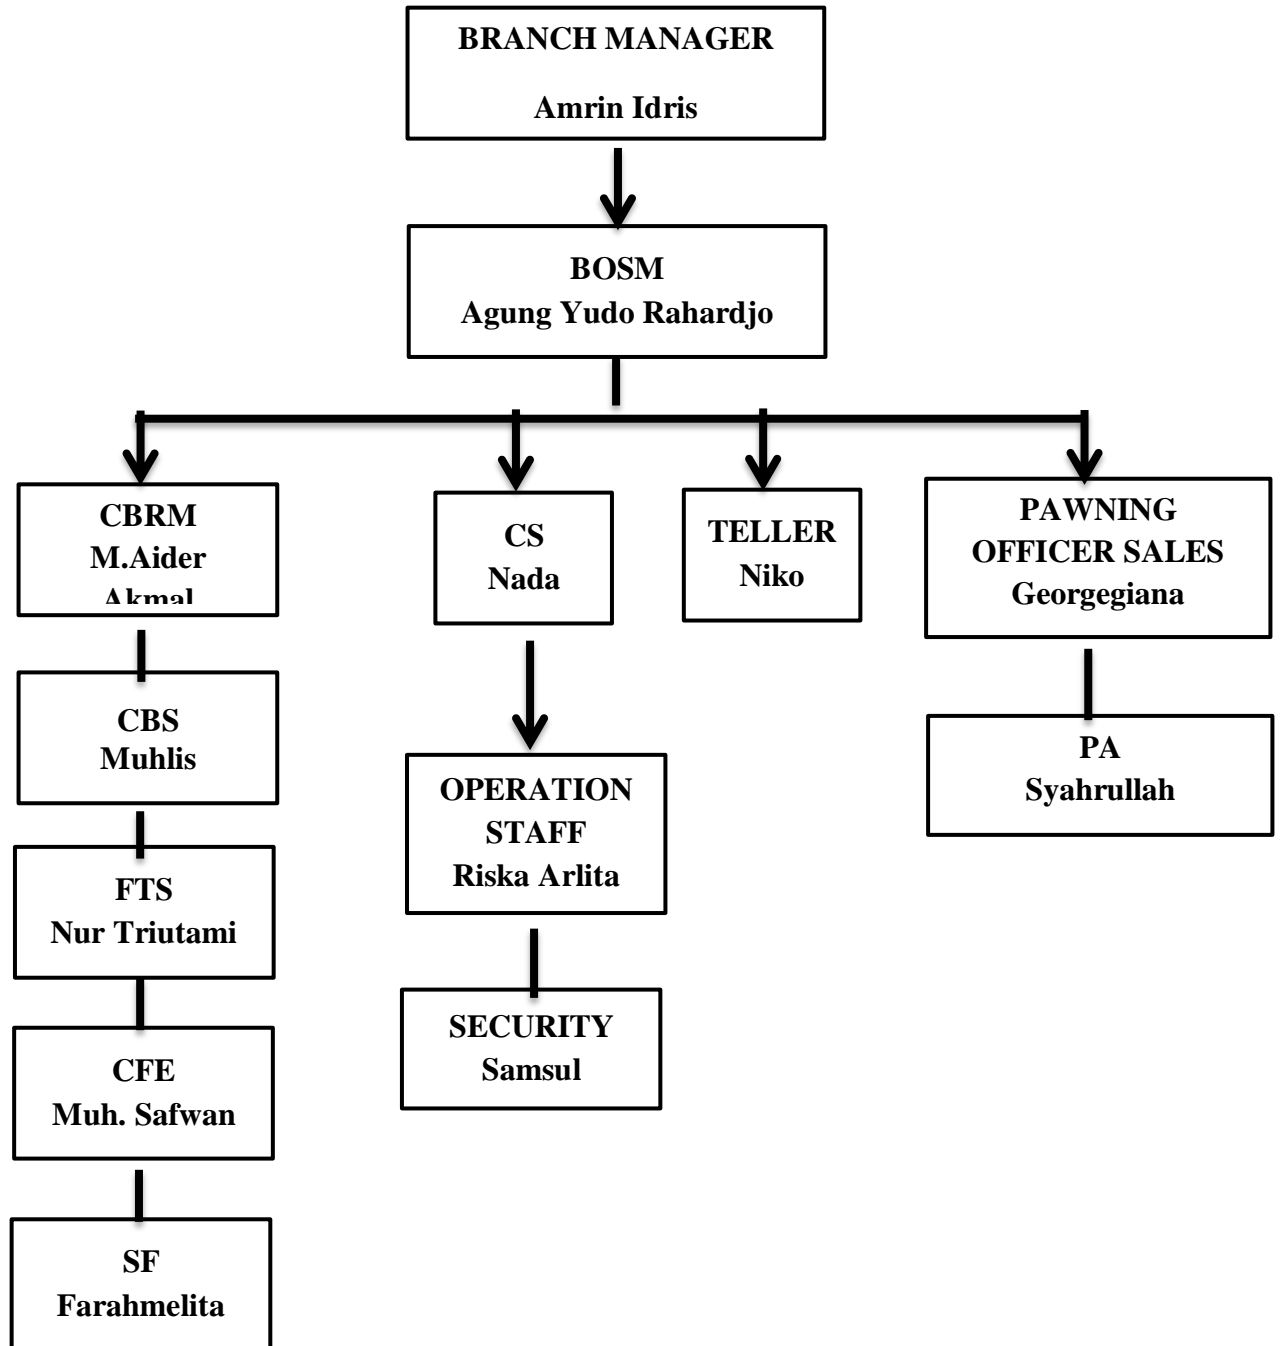 BRANCH MANAGER
Amrin Idris
BOSM
Agung Yudo Rahardjo
CBRM
M.Aider
Akmal
CS
Nada
TELLER
Niko
PAWNING
OFFICER SALES
Georgegiana
CBS
Muhlis
OPERATION
STAFF
Riska Arlita
PA
Syahrullah
FTS
Nur Triutami
SECURITY
Samsul
CFE
Muh. Safwan
SF
Farahmelita